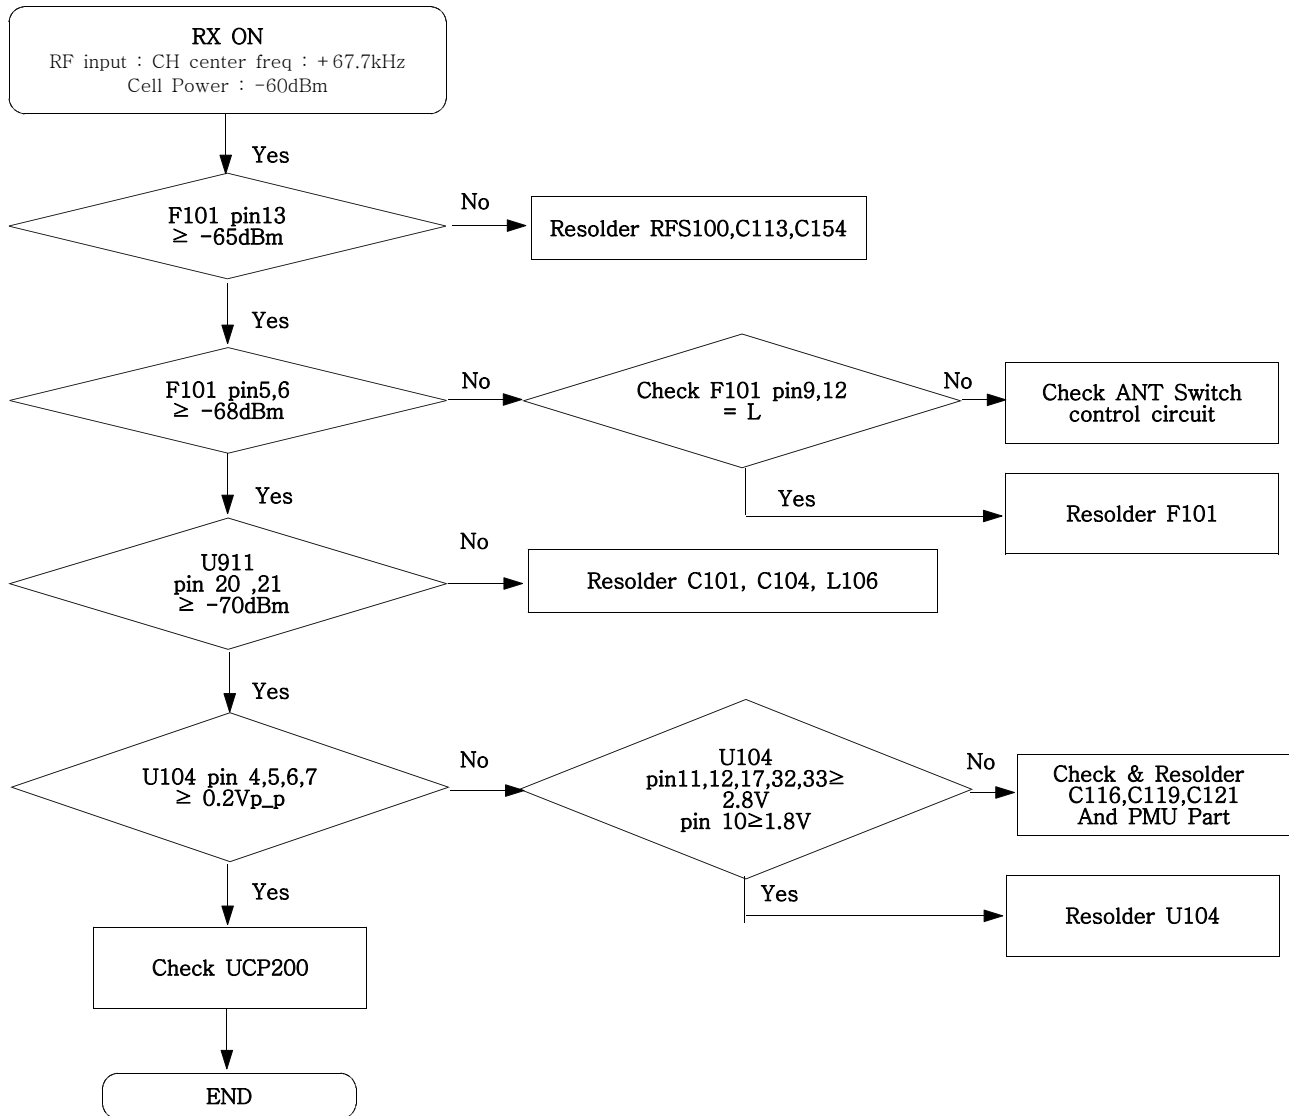 RX ON
RF input : CH center freq : +67.7kHz
Cell Power : -60dBm
Yes
F101 pin13
≥ -65dBm
No
Resolder RFS100,C113,C154
Yes
F101 pin5,6
≥ -68dBm
No
Check F101 pin9,12
= L
No
Check ANT Switch
control circuit
Yes
Resolder F101
Yes
U911
pin 20 ,21
≥ -70dBm
No
Resolder C101, C104, L106
Yes
U104 pin 4,5,6,7
≥ 0.2Vp_p
No
U104
pin11,12,17,32,33≥
2.8V
pin 10≥1.8V
No
Check & Resolder
C116,C119,C121
And PMU Part
Yes
Resolder U104
Yes
Check UCP200
END